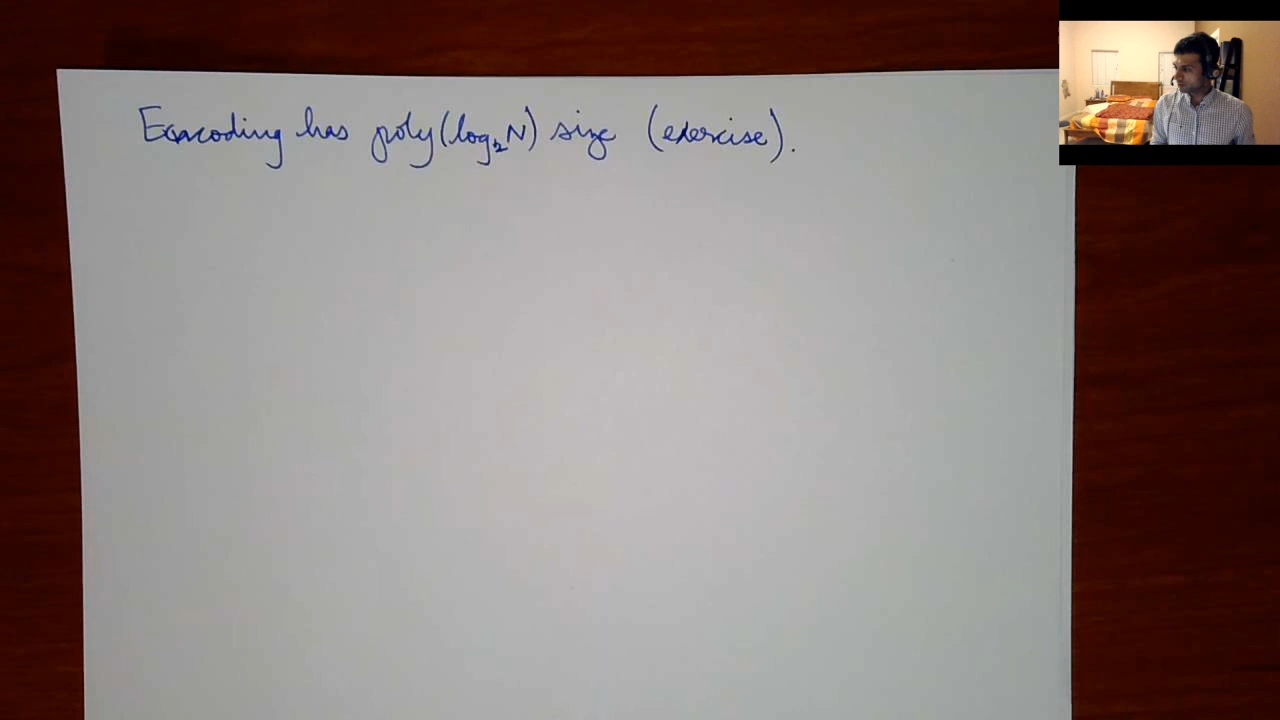 Encoding has poly(log₂N) size (exercise).